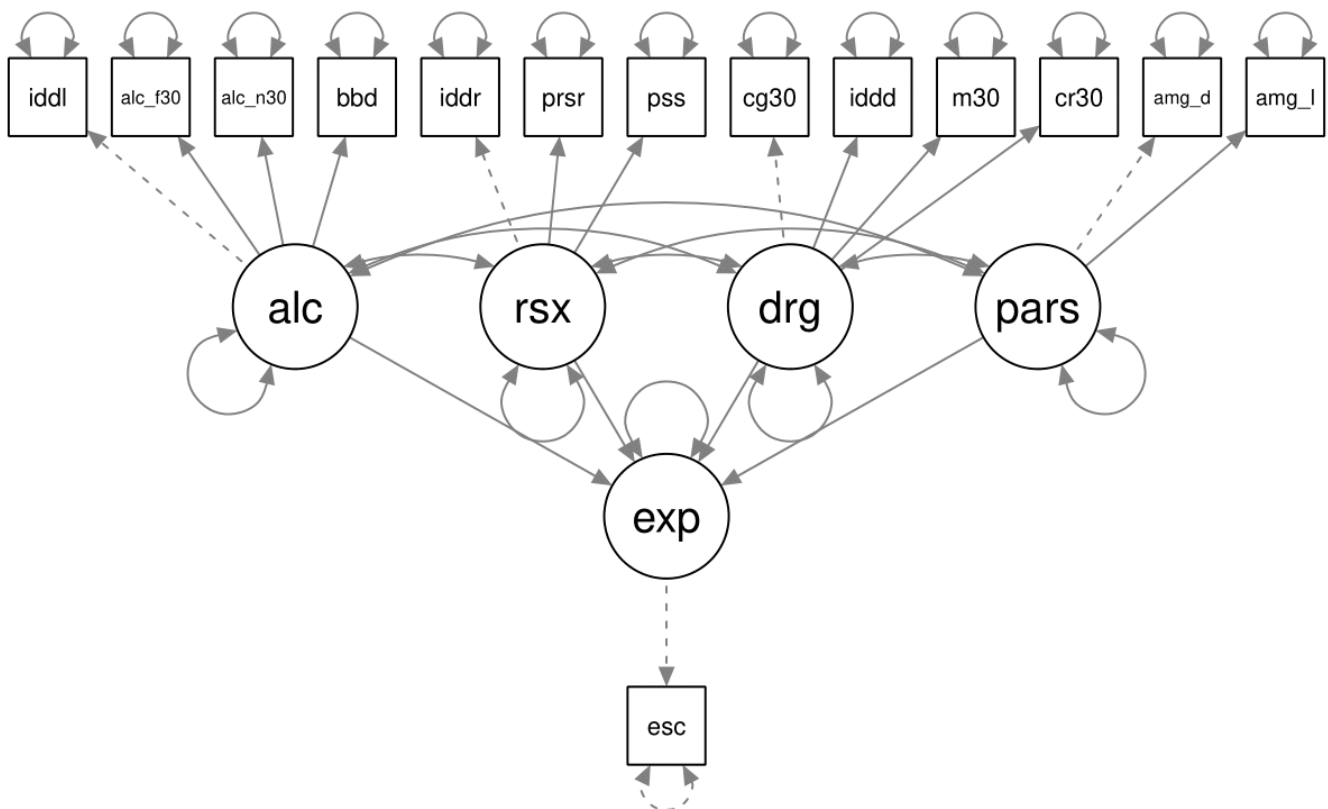 iddl alc_f30 alc_n30 bbd iddr prsr pss cg30 iddd m30 cr30 amg_d amg_l
alc rsx drg pars
exp
esc